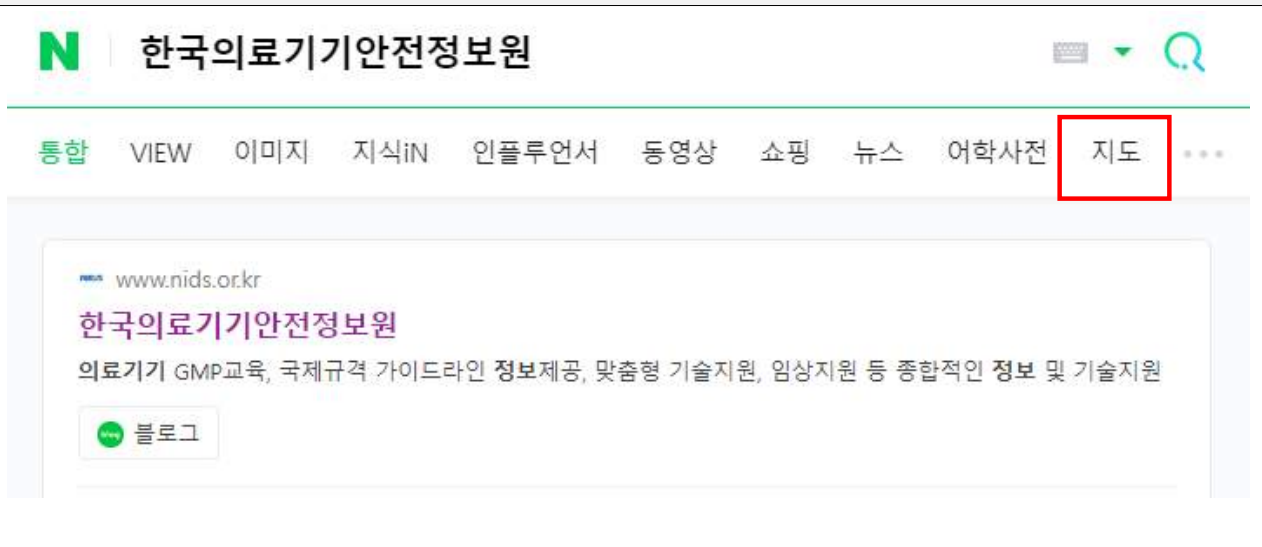 N 한국의료기기안전정보원
통합 VIEW 이미지 지식iN 인플루언서 동영상 쇼핑 뉴스 어학사전 지도
www.nids.or.kr
한국의료기기안전정보원
의료기기 GMP교육, 국제규격 가이드라인 정보제공, 맞춤형 기술지원, 임상지원 등 종합적인 정보 및 기술지원
블로그